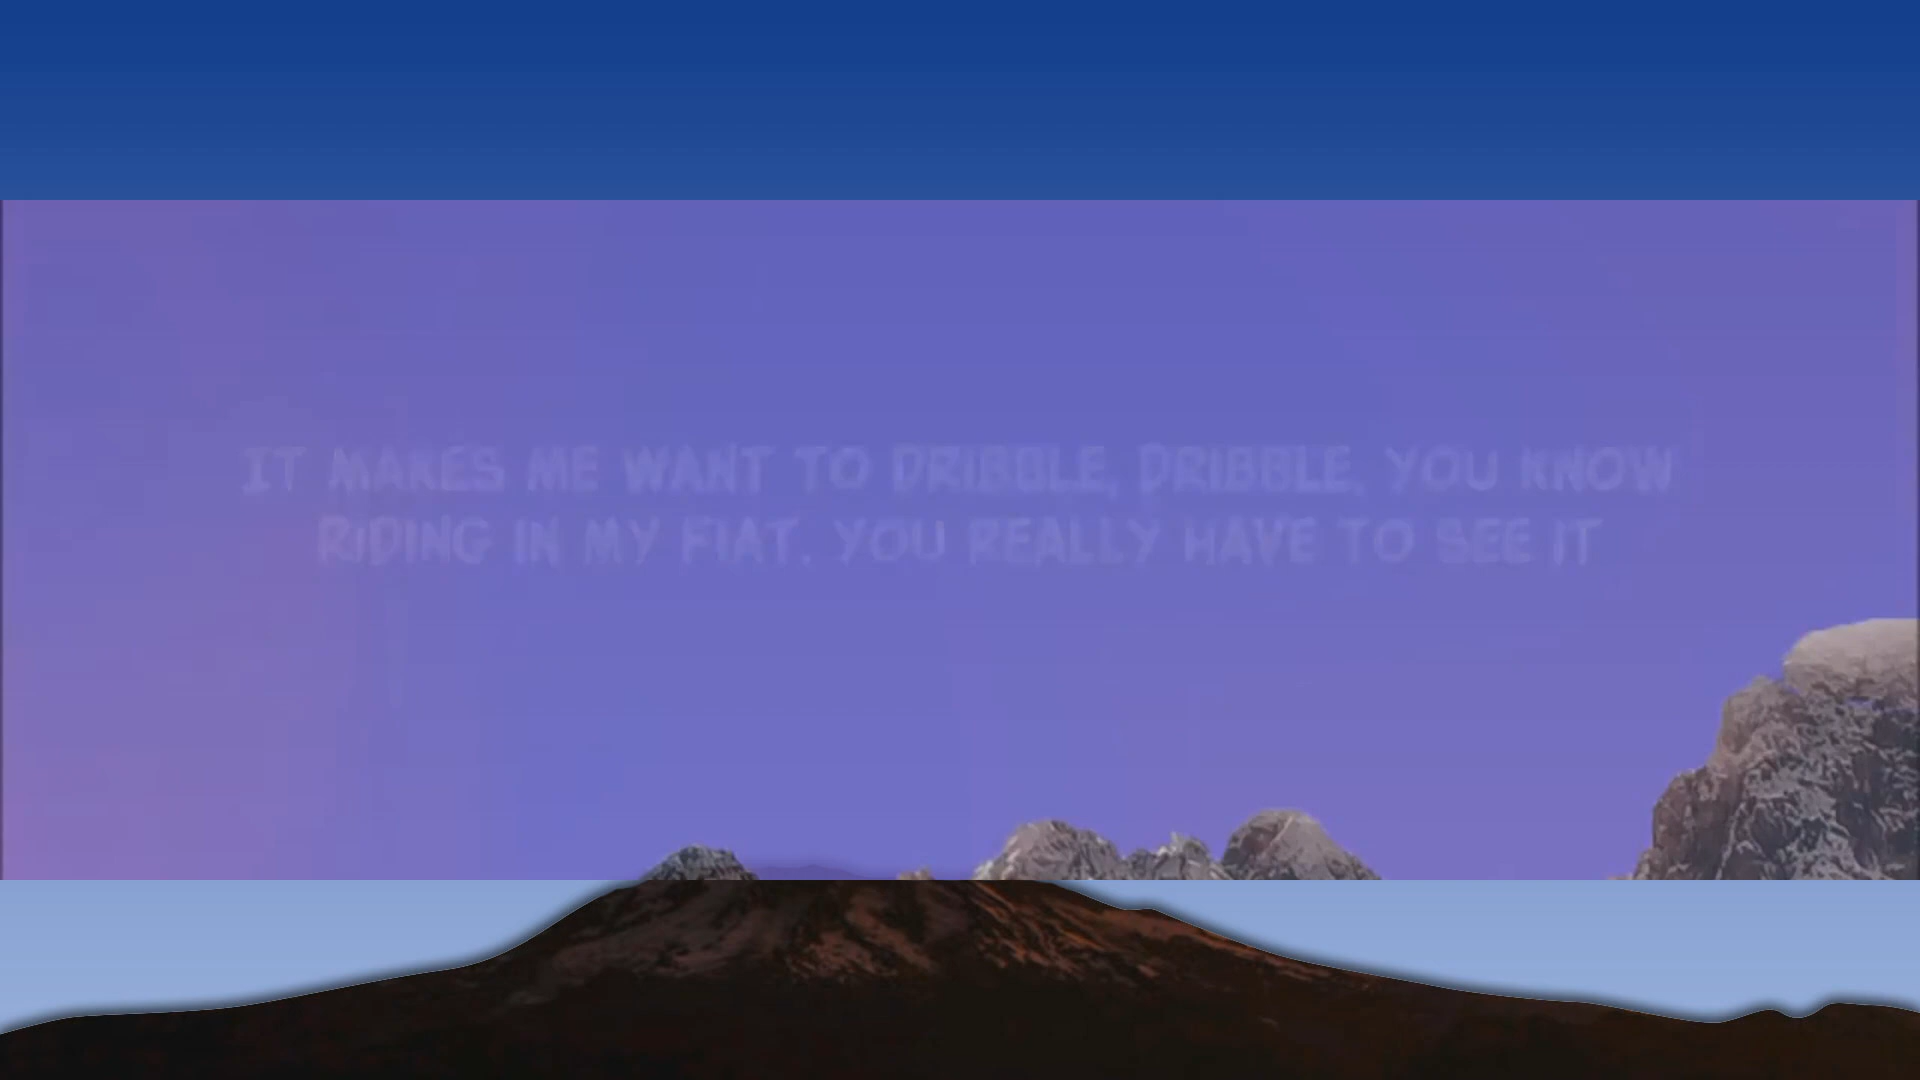 IT MAKES ME WANT TO DRIBBLE, DRIBBLE, YOU KNOW
RIDING IN MY FIAT. YOU REALLY HAVE TO SEE IT